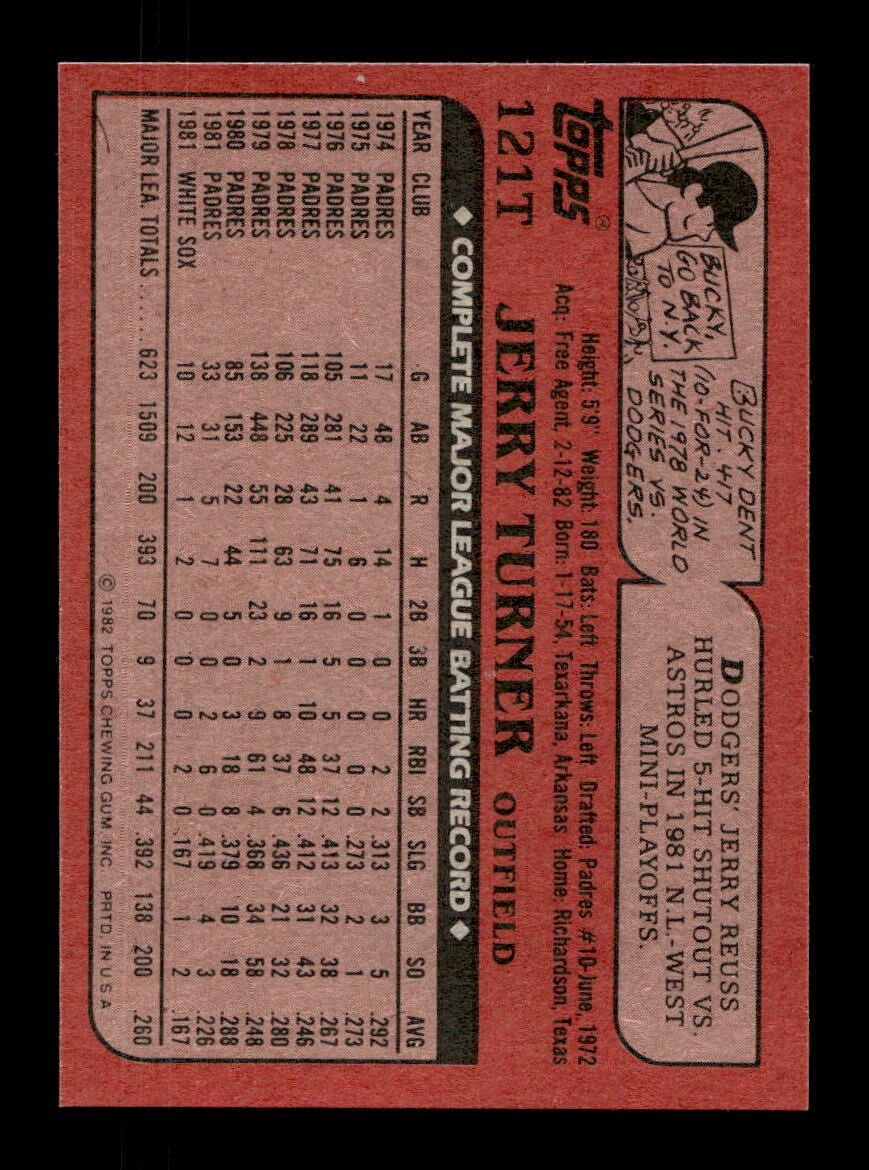 BUCKY,
GO BACK
TO N.Y.
BUCKY DENT
HIT .417
(10-FOR-24) IN
THE 1978 WORLD
SERIES VS.
DODGERS.
DODGERS' JERRY REUSS
HURLED 5-HIT SHUTOUT VS.
ASTROS IN 1981 N.L.-WEST
MINI-PLAYOFFS.
TOPPS®
Height: 5'9" Weight: 180 Bats: Left Throws: Left Drafted: Padres #10-June, 1972
Acq: Free Agent, 2-12-82 Born: 1-17-54, Texarkana, Arkansas Home: Richardson, Texas
121T JERRY TURNER OUTFIELD
◆ COMPLETE MAJOR LEAGUE BATTING RECORD ◆
YEAR CLUB G AB R H 2B 3B HR RBI SB SLG BB SO AVG
1974 PADRES 17 48 4 14 1 0 0 2 2 .313 3 5 .292
1975 PADRES 11 22 1 6 0 0 0 0 0 .273 2 1 .273
1976 PADRES 105 281 41 75 16 5 5 37 12 .413 32 38 .267
1977 PADRES 118 289 43 71 16 1 10 48 12 .412 31 43 .246
1978 PADRES 106 225 28 63 9 1 8 37 6 .436 21 32 .280
1979 PADRES 138 448 55 111 23 2 9 61 4 .368 34 58 .248
1980 PADRES 85 153 22 44 5 0 3 18 8 .379 10 18 .288
1981 PADRES 33 31 5 7 0 0 2 6 0 .419 4 3 .226
1981 WHITE SOX 10 12 1 2 0 0 0 2 0 .167 1 2 .167
MAJOR LEA. TOTALS...... 623 1509 200 393 70 9 37 211 44 .392 138 200 .260
© 1982 TOPPS CHEWING GUM, INC. PRTD. IN U.S.A.